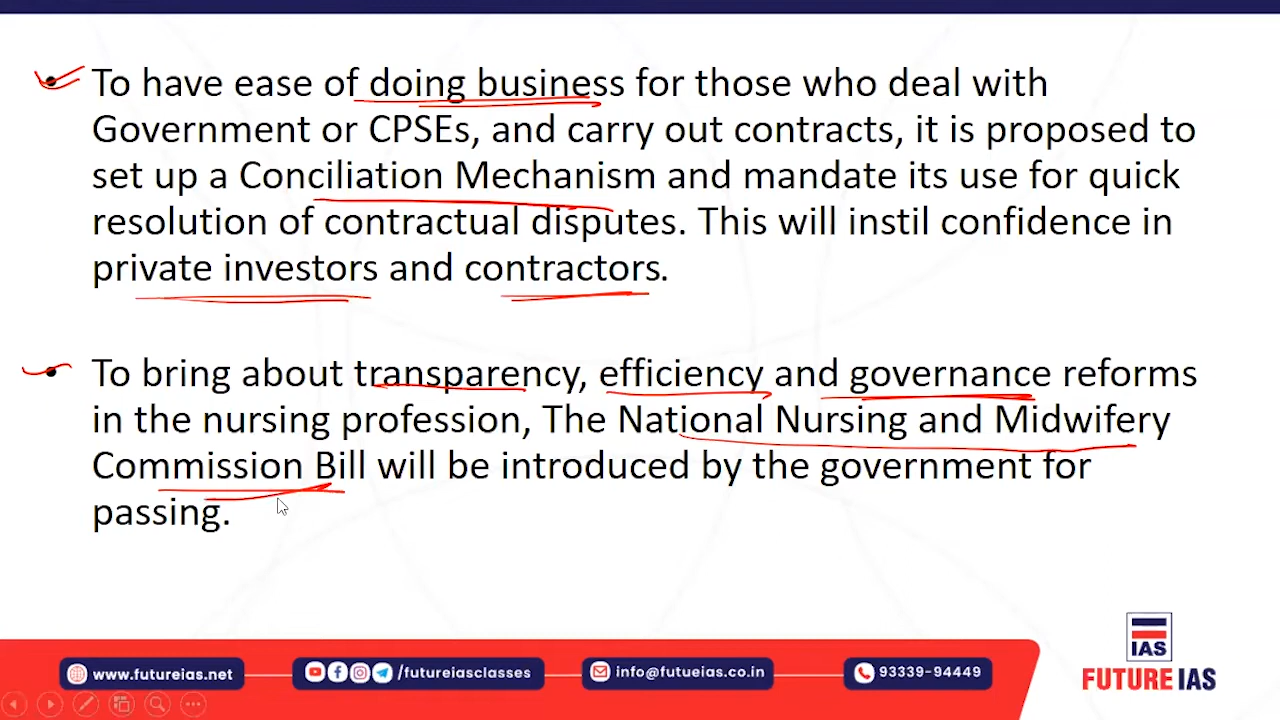 To have ease of doing business for those who deal with
Government or CPSEs, and carry out contracts, it is proposed to
set up a Conciliation Mechanism and mandate its use for quick
resolution of contractual disputes. This will instil confidence in
private investors and contractors.
To bring about transparency, efficiency and governance reforms
in the nursing profession, The National Nursing and Midwifery
Commission Bill will be introduced by the government for
passing.
www.futureias.net
/futureiasclasses
info@futueias.co.in
93339-94449
IAS
FUTURE IAS